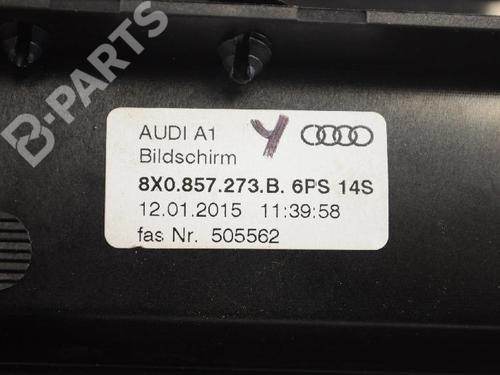 B-PARTS
AUDI A1 Y
Bildschirm
8X0.857.273.B. 6PS 14S
12.01.2015 11:39:58
fas Nr. 505562